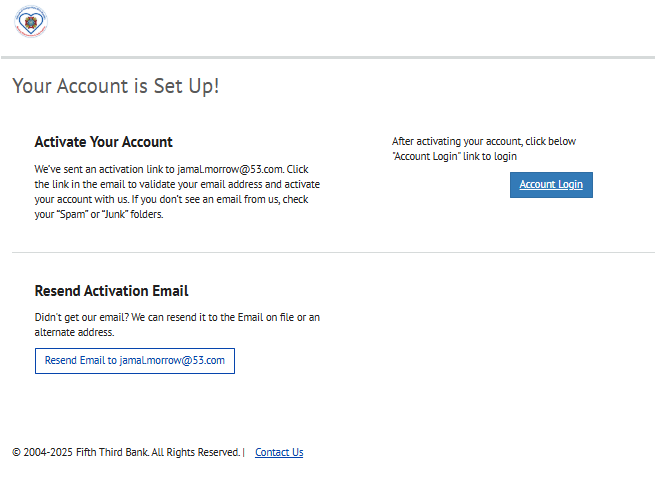 Your Account is Set Up!
Activate Your Account
We've sent an activation link to jamal.morrow@53.com. Click
the link in the email to validate your email address and activate
your account with us. If you don't see an email from us, check
your “Spam” or “Junk” folders.
After activating your account, click below
"Account Login" link to login
Account Login
Resend Activation Email
Didn't get our email? We can resend it to the Email on file or an
alternate address.
Resend Email to jamal.morrow@53.com
© 2004-2025 Fifth Third Bank. All Rights Reserved. | Contact Us